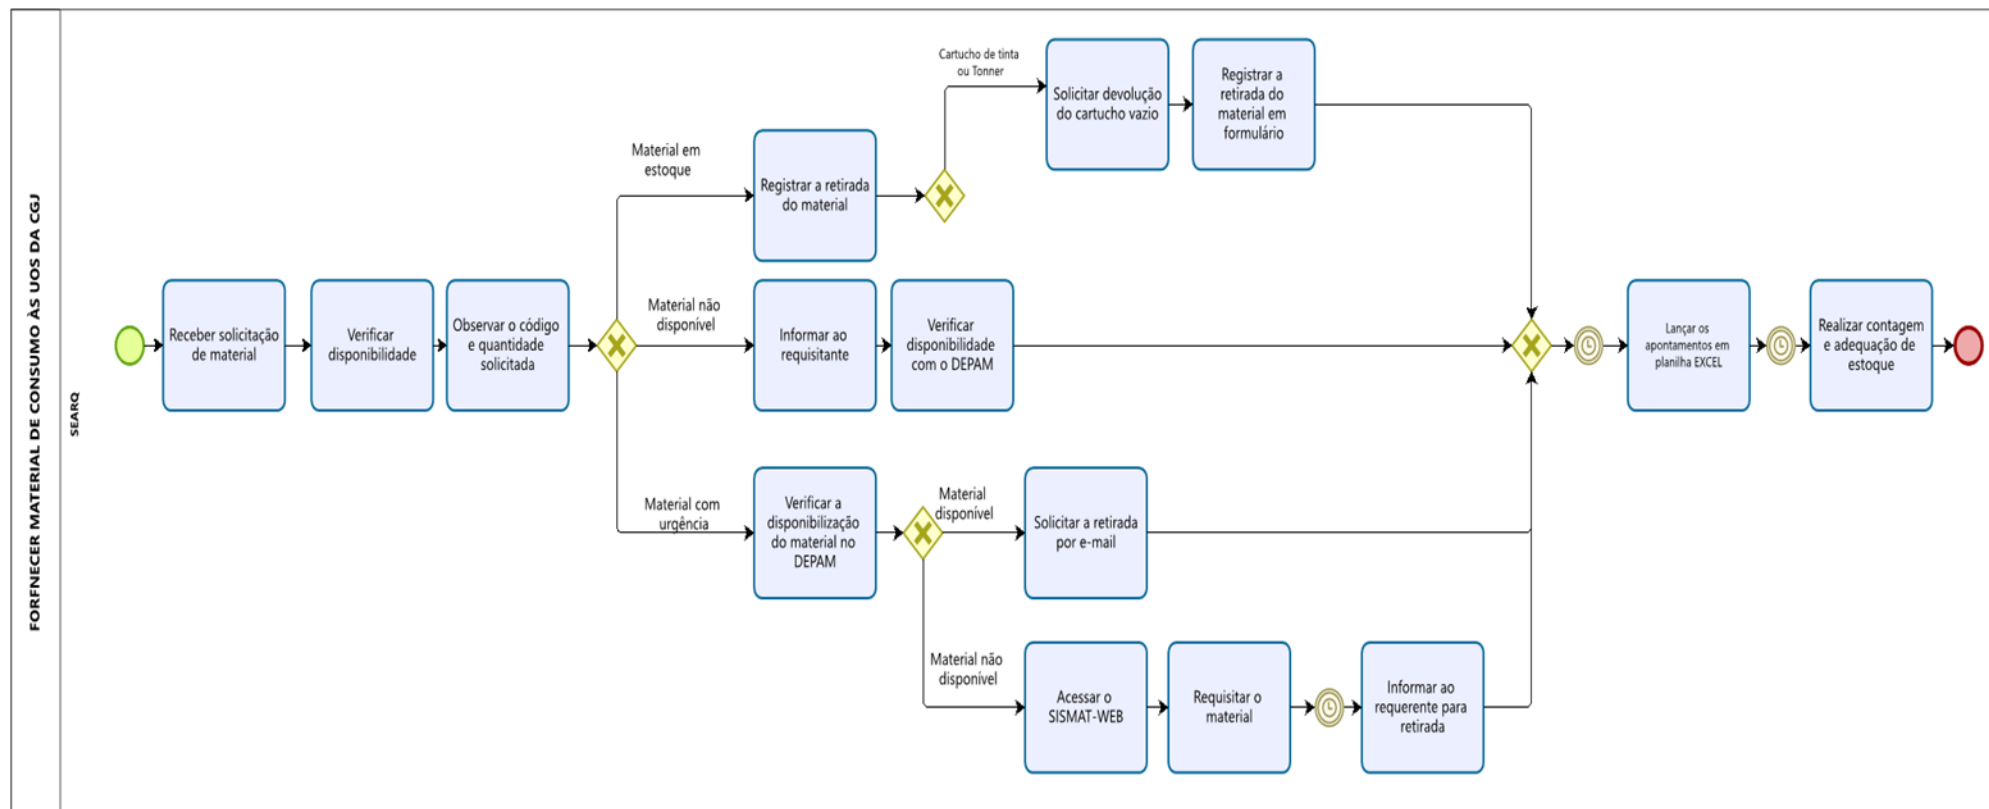 FORFNECER MATERIAL DE CONSUMO ÀS UOS DA CGJ
SEARQ
Receber solicitação
de material
Verificar
disponibilidade
Observar o código
e quantidade
solicitada
Material em
estoque
Registrar a retirada
do material
Cartucho de tinta
ou Tonner
Solicitar devolução
do cartucho vazio
Registrar a
retirada do
material em
formulário
Material não
disponível
Informar ao
requisitante
Verificar
disponibilidade
com o DEPAM
Material com
urgência
Verificar a
disponibilização
do material no
DEPAM
Material
disponível
Solicitar a retirada
por e-mail
Material não
disponível
Acessar o
SISMAT-WEB
Requisitar o
material
Informar ao
requerente para
retirada
Lançar os
apontamentos em
planilha EXCEL
Realizar contagem
e adequação de
estoque